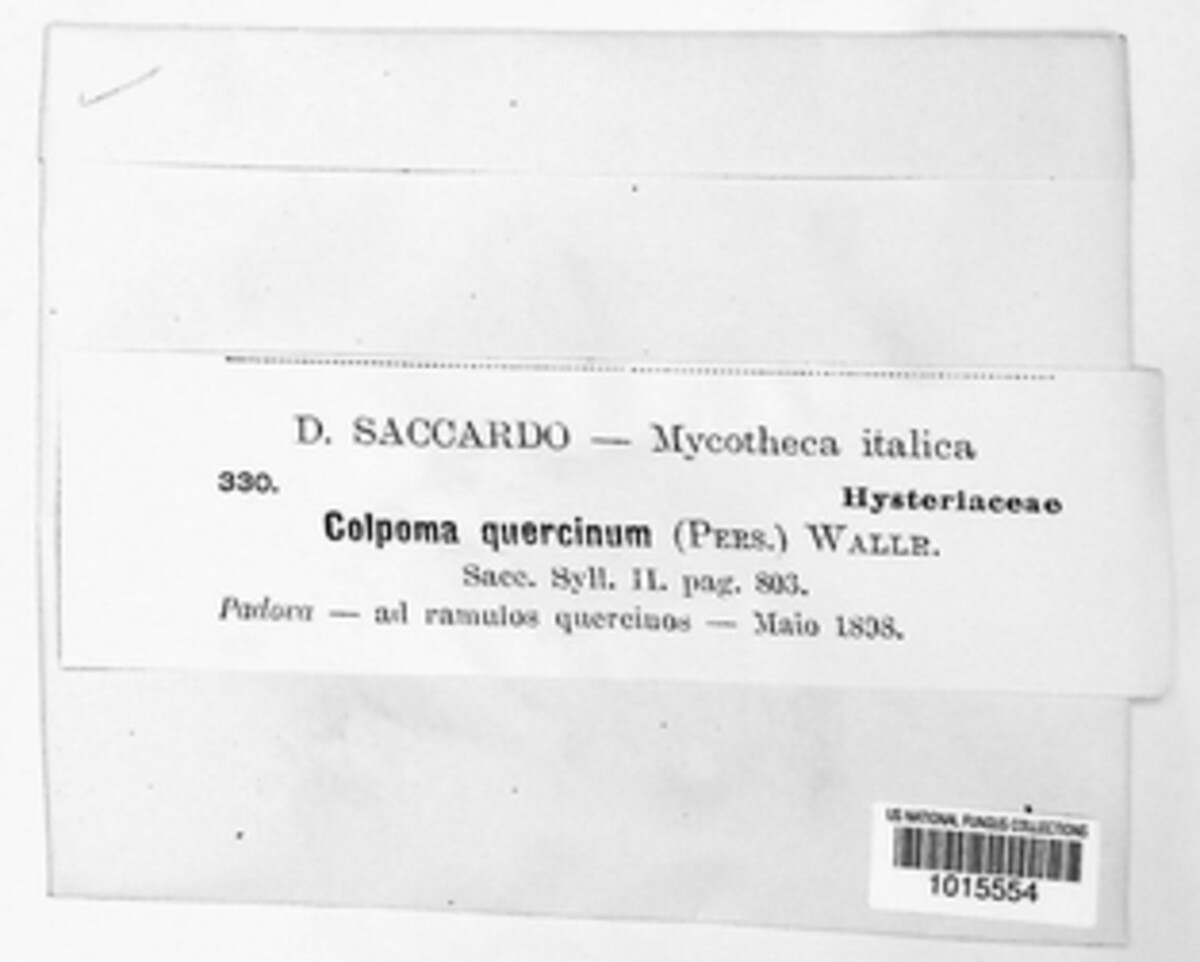 D. SACCARDO — Mycotheca italica
330.
Hysteriaceae
Colpoma quercinum (PERS.) WALLR.
Sacc. Syll. II. pag. 803.
Padova — ad ramulos quercinos — Maio 1898.
US NATIONAL FUNGUS COLLECTIONS
1015554